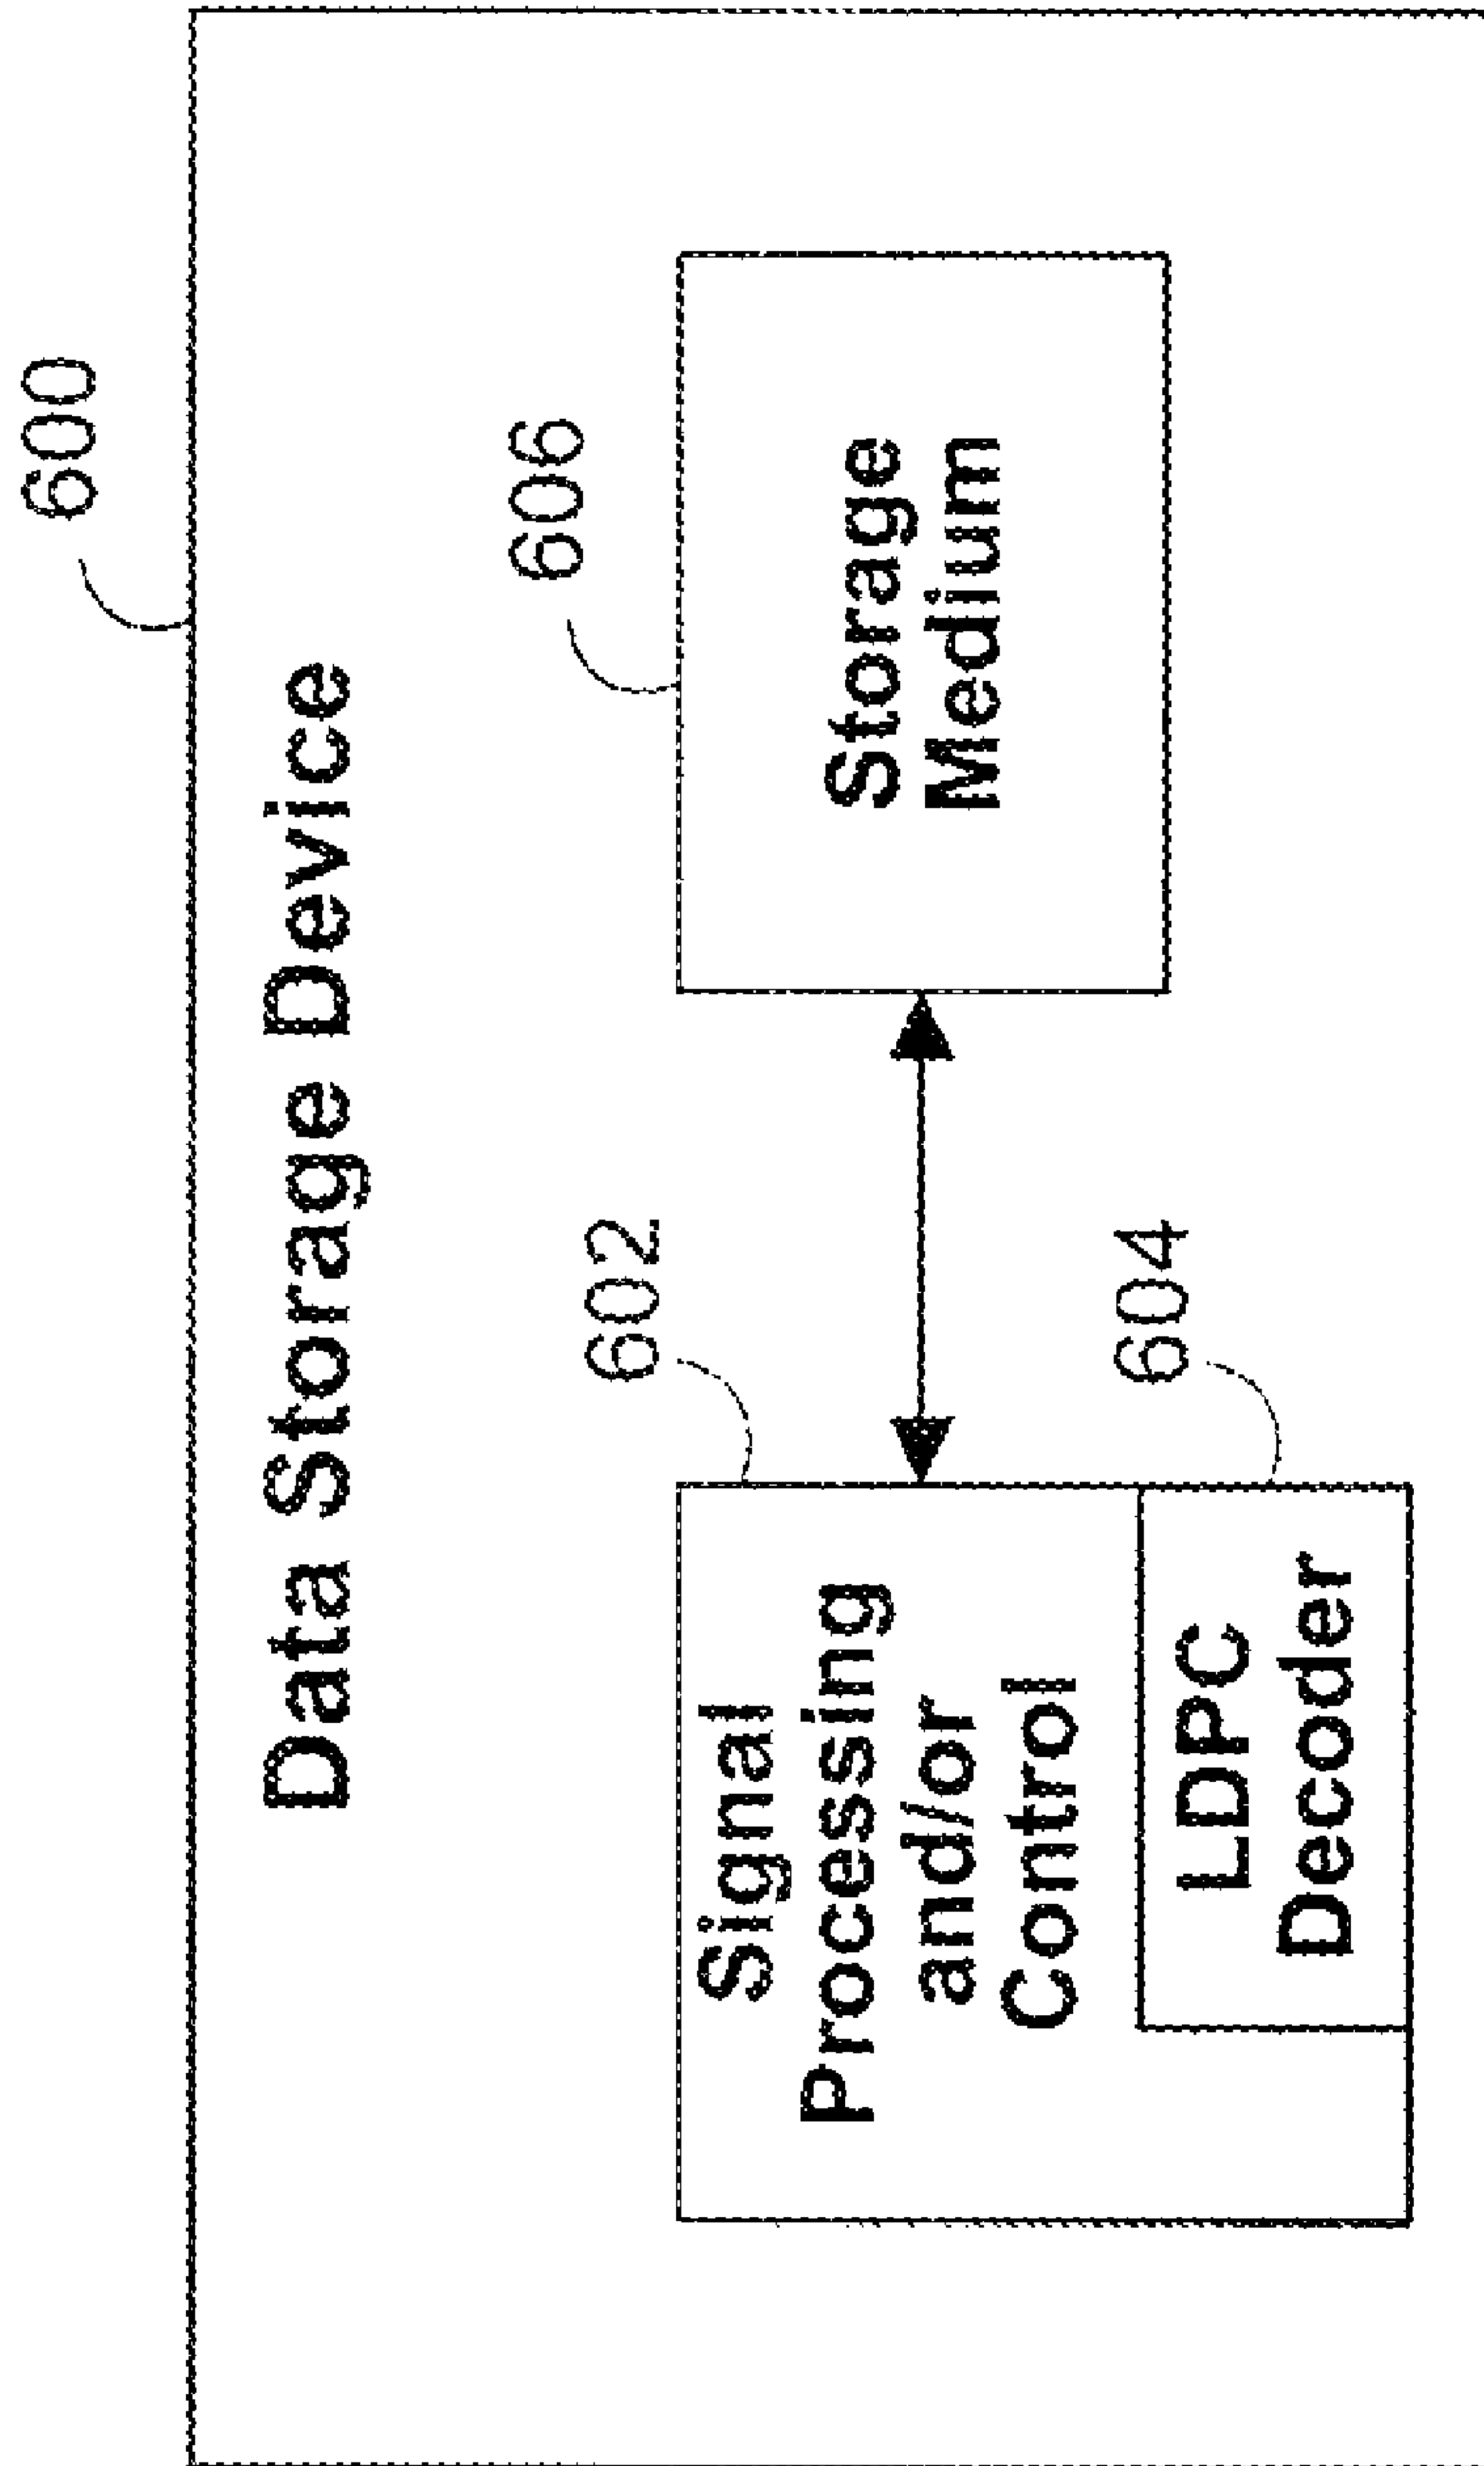 600
Data Storage Device
606
602
Signal
Processing
and/or
Control
Storage
Medium
604
LDPC
Decoder